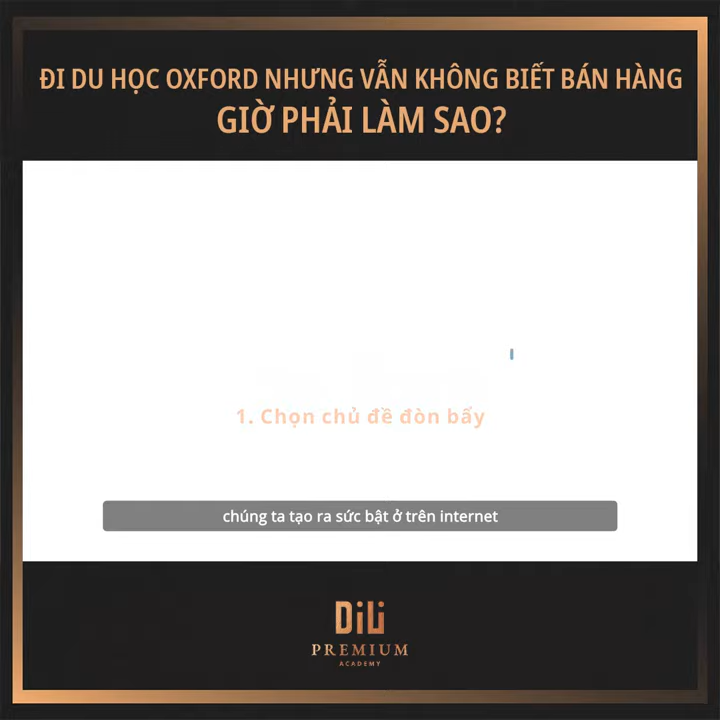 ĐI DU HỌC OXFORD NHƯNG VẪN KHÔNG BIẾT BÁN HÀNG
GIỜ PHẢI LÀM SAO?
1. Chọn chủ đề đòn bẩy
chúng ta tạo ra sức bật ở trên internet
DiLi
PREMIUM
ACADEMY